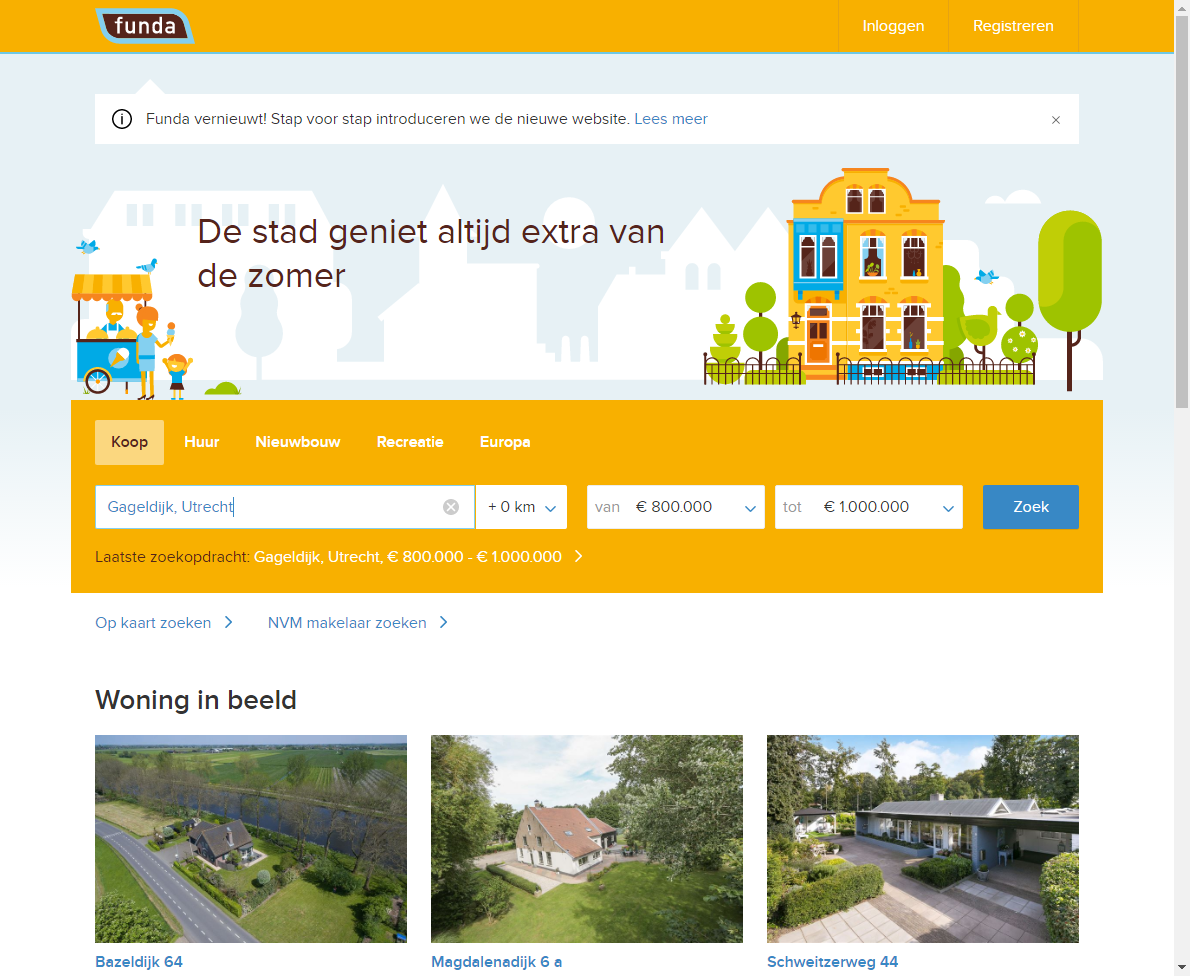 funda
Inloggen
Registreren
Funda vernieuwt! Stap voor stap introduceren we de nieuwe website. Lees meer
De stad geniet altijd extra van
de zomer
Koop
Huur
Nieuwbouw
Recreatie
Europa
Gageldijk, Utrecht
+ 0 km
van € 800.000
tot € 1.000.000
Zoek
Laatste zoekopdracht: Gageldijk, Utrecht, € 800.000 - € 1.000.000
Op kaart zoeken
NVM makelaar zoeken
Woning in beeld
Bazeldijk 64
Magdalenadijk 6 a
Schweitzerweg 44